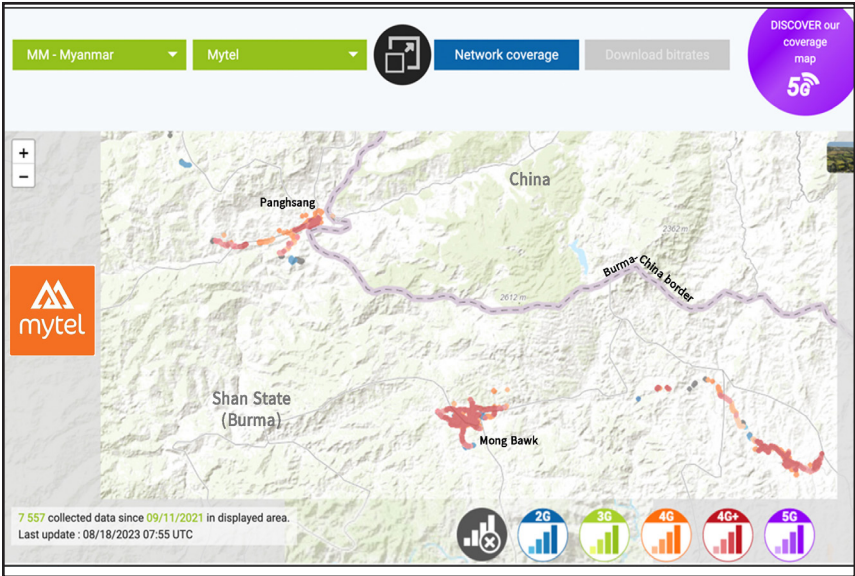 MM - Myanmar
Mytel
Network coverage
Download bitrates
DISCOVER our
coverage
map
5G
+
−
China
Panghsang
2362 m
Burma-China border
2612 m
mytel
Shan State
(Burma)
Mong Bawk
7 557 collected data since 09/11/2021 in displayed area.
Last update : 08/18/2023 07:55 UTC
2G
3G
4G
4G+
5G